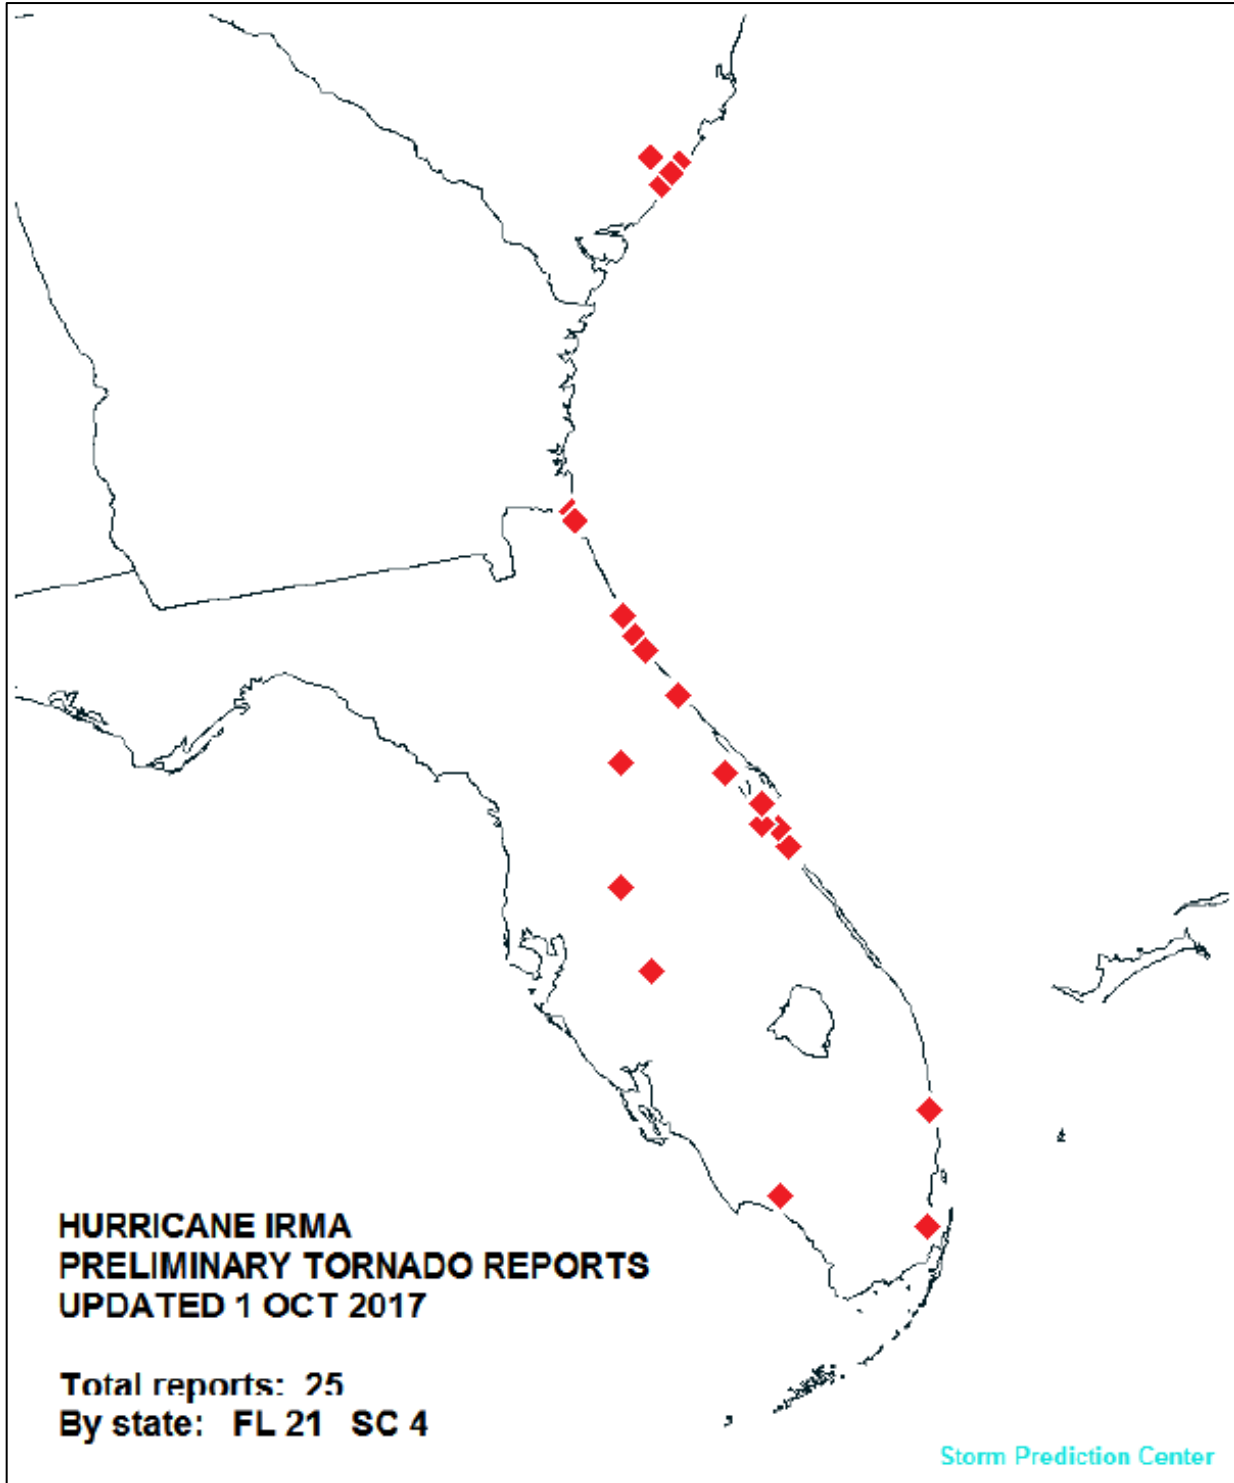 HURRICANE IRMA
PRELIMINARY TORNADO REPORTS
UPDATED 1 OCT 2017
Total reports: 25
By state: FL 21 SC 4
Storm Prediction Center